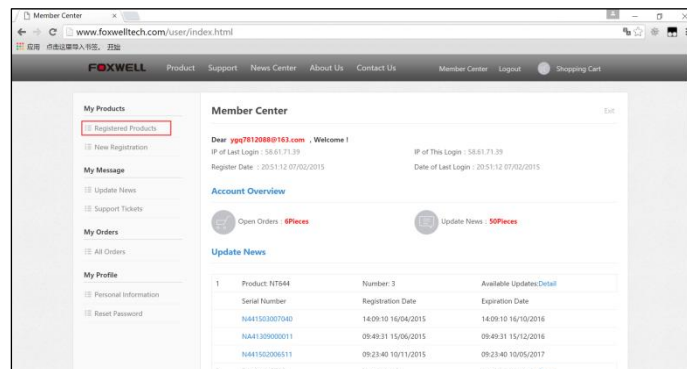 Member Center
www.foxwelltech.com/user/index.html
应用 点击这里导入书签。 开始
FOXWELL Product Support News Center About Us Contact Us Member Center Logout Shopping Cart
My Products
Registered Products
New Registration
My Message
Update News
Support Tickets
My Orders
All Orders
My Profile
Personal Information
Reset Password
Member Center Exit
Dear ygq7812088@163.com , Welcome !
IP of Last Login : 58.61.71.39 IP of This Login : 58.61.71.39
Register Date : 20:51:12 07/02/2015 Date of Last Login : 20:51:12 07/02/2015
Account Overview
Open Orders : 6Pieces Update News : 50Pieces
Update News
1 Product: NT644 Number: 3 Available Updates:Detail
Serial Number Registration Date Expiration Date
N441503007040 14:09:10 16/04/2015 14:09:10 16/10/2016
NA41309000011 09:49:31 15/06/2015 09:49:31 15/12/2016
N441502006511 09:23:40 10/11/2015 09:23:40 10/05/2017